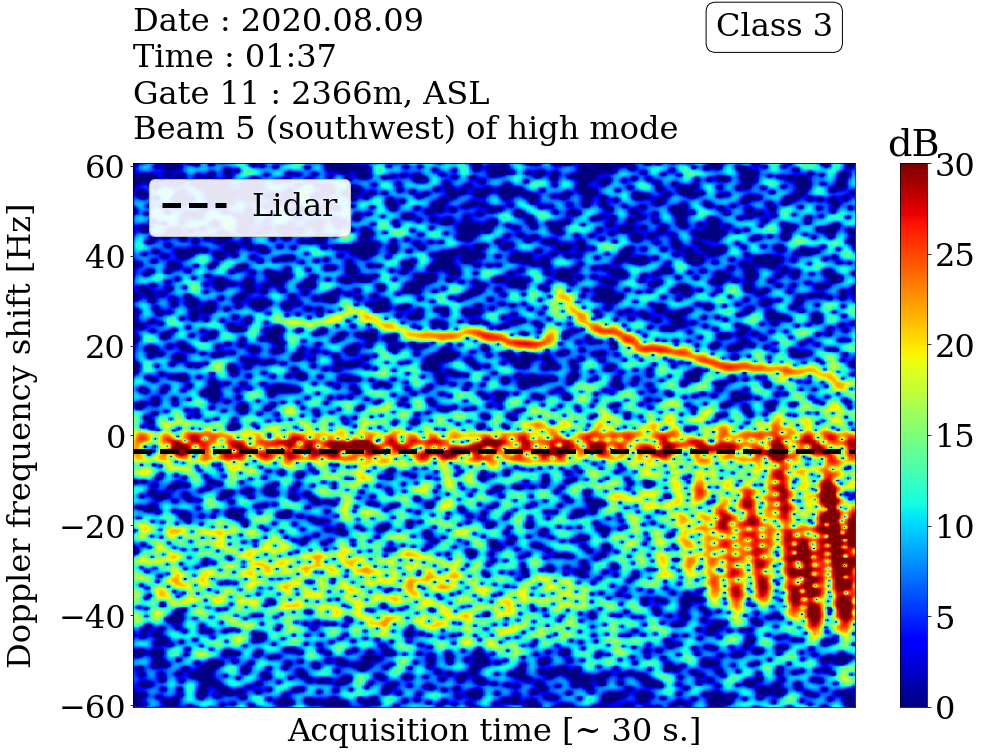 Date : 2020.08.09
Time : 01:37
Gate 11 : 2366m, ASL
Beam 5 (southwest) of high mode
Class 3
dB
Lidar
Doppler frequency shift [Hz]
60
40
20
0
−20
−40
−60
30
25
20
15
10
5
0
Acquisition time [~ 30 s.]